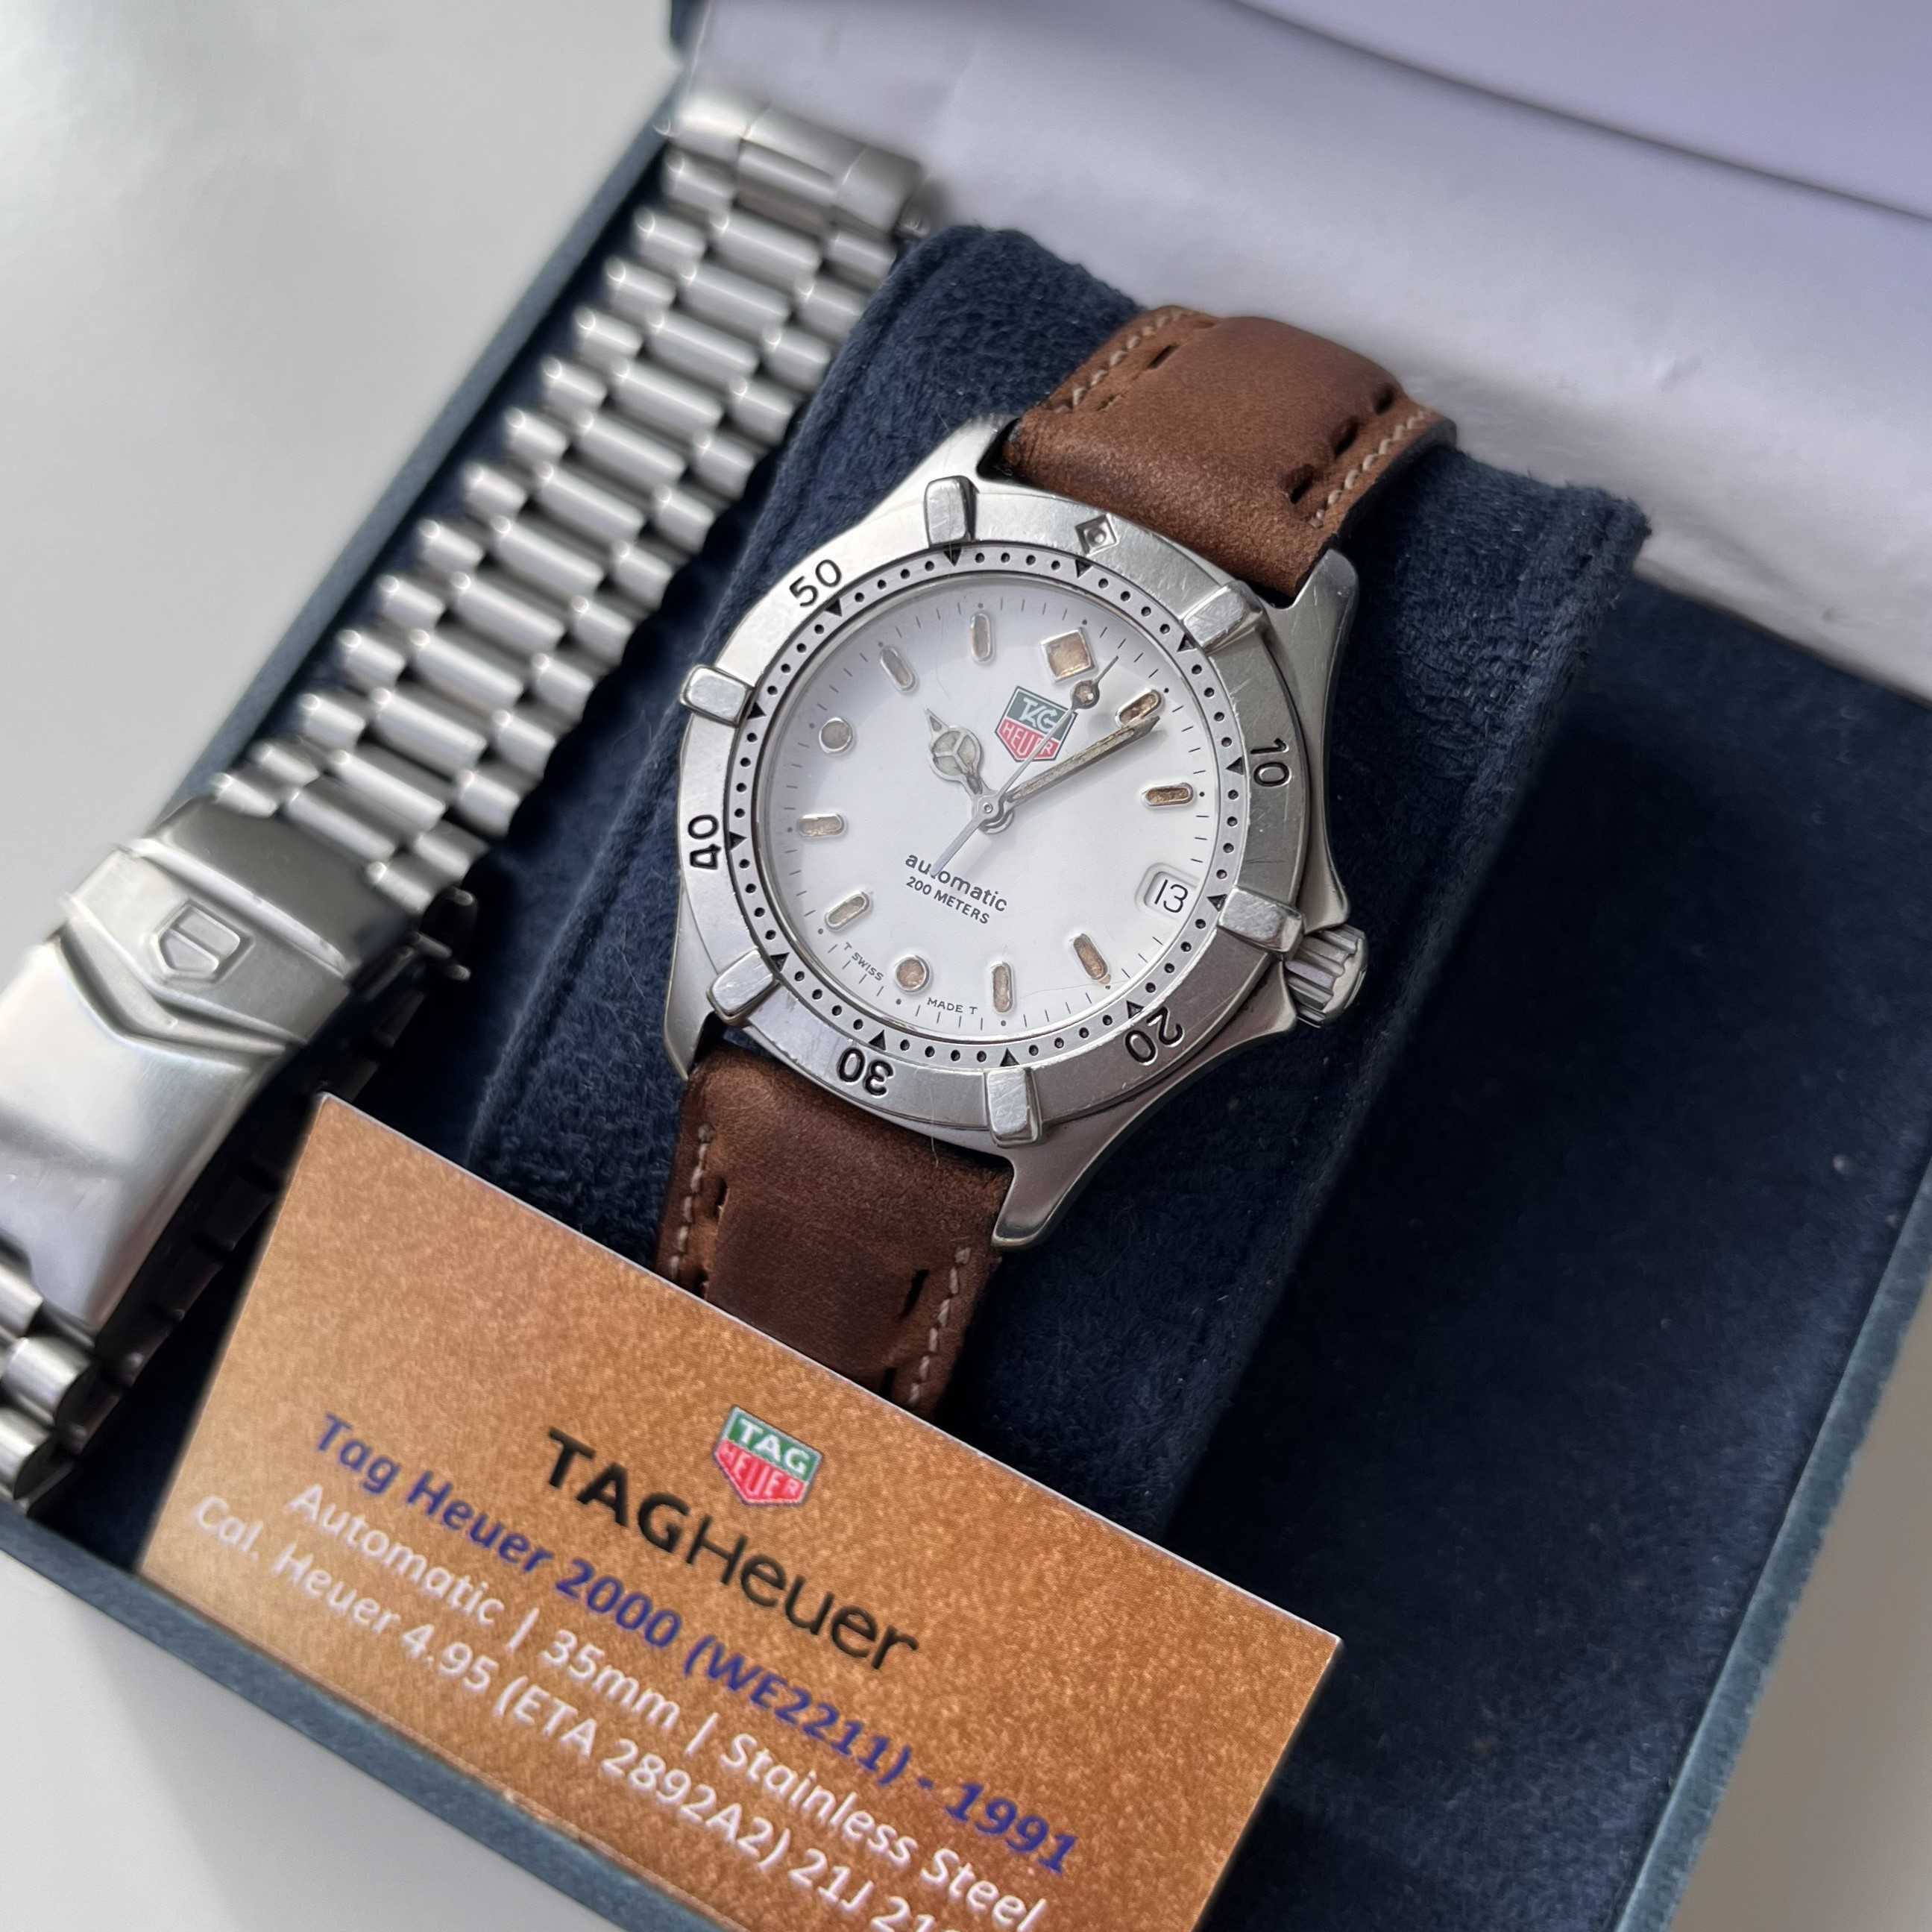 50
10
40
20
30
TAG
HEUER
automatic
200 METERS
13
T SWISS
MADE T
TAG
HEUER
TAGHeuer
Tag Heuer 2000 (WE2211) - 1991
Automatic | 35mm | Stainless Steel
Cal. Heuer 4.95 (ETA 2892A2) 21J